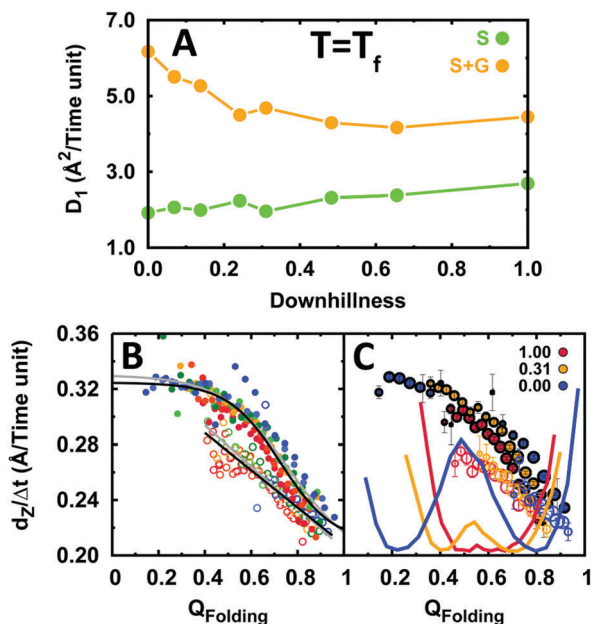 7.0
5.0
3.0
1.0
D₁ (Å²/Time unit)
A
T=T_f
S
S+G
0.0 0.2 0.4 0.6 0.8 1.0
Downhillness
0.36
0.32
0.28
0.24
0.20
d_Z/Δt (Å/Time unit)
B
C
1.00
0.31
0.00
0 0.2 0.4 0.6 0.8 1
0.2 0.4 0.6 0.8 1
Q_Folding
Q_Folding